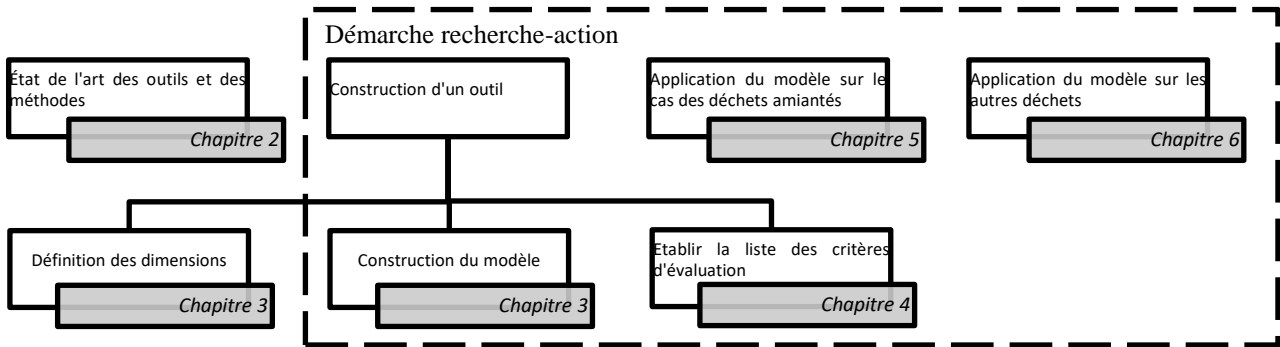 Démarche recherche-action
État de l'art des outils et des
méthodes
Chapitre 2
Construction d'un outil
Application du modèle sur le
cas des déchets amiantés
Chapitre 5
Application du modèle sur les
autres déchets
Chapitre 6
Définition des dimensions
Chapitre 3
Construction du modèle
Chapitre 3
Etablir la liste des critères
d'évaluation
Chapitre 4